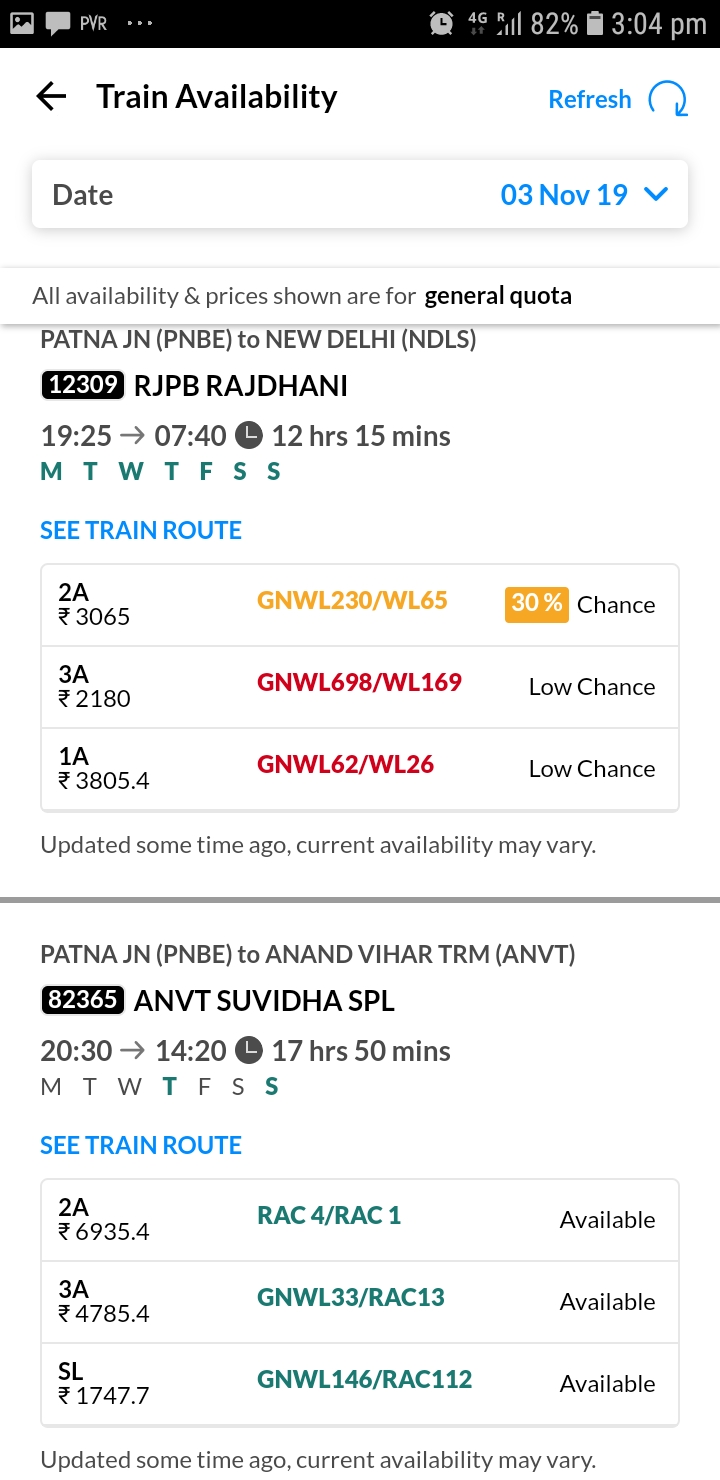 PVR ... 4G R 82% 3:04 pm
Train Availability Refresh
Date 03 Nov 19
All availability & prices shown are for general quota
PATNA JN (PNBE) to NEW DELHI (NDLS)
12309 RJPB RAJDHANI
19:25 → 07:40 12 hrs 15 mins
M T W T F S S
SEE TRAIN ROUTE
2A GNWL230/WL65 30 % Chance
₹ 3065
3A GNWL698/WL169 Low Chance
₹ 2180
1A GNWL62/WL26 Low Chance
₹ 3805.4
Updated some time ago, current availability may vary.
PATNA JN (PNBE) to ANAND VIHAR TRM (ANVT)
82365 ANVT SUVIDHA SPL
20:30 → 14:20 17 hrs 50 mins
M T W T F S S
SEE TRAIN ROUTE
2A RAC 4/RAC 1 Available
₹ 6935.4
3A GNWL33/RAC13 Available
₹ 4785.4
SL GNWL146/RAC112 Available
₹ 1747.7
Updated some time ago, current availability may vary.